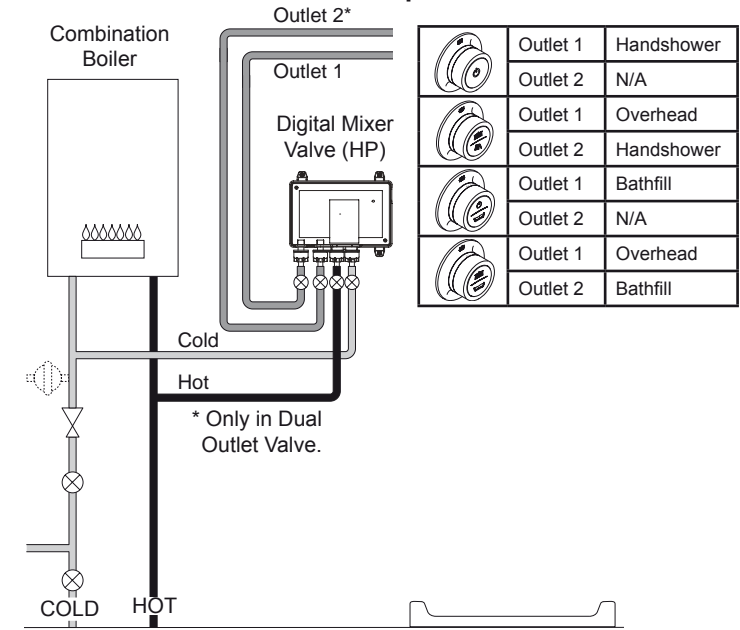 Outlet 2*
Combination
Boiler
Outlet 1
Digital Mixer
Valve (HP)
Cold
Hot
* Only in Dual
Outlet Valve.
COLD
HOT
Outlet 1 Handshower
Outlet 2 N/A
Outlet 1 Overhead
Outlet 2 Handshower
Outlet 1 Bathfill
Outlet 2 N/A
Outlet 1 Overhead
Outlet 2 Bathfill